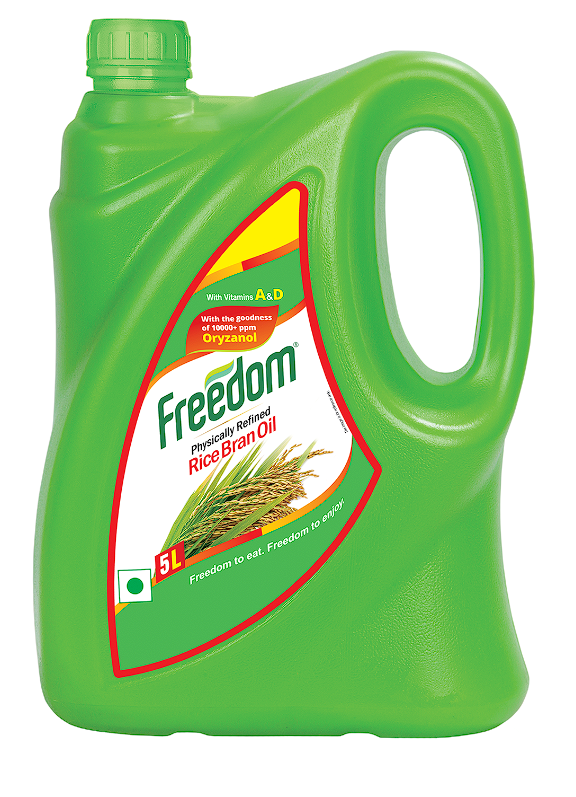 With Vitamins A & D
With the goodness
of 10000+ ppm
Oryzanol
Freedom®
Physically Refined
Rice Bran Oil
5L
Freedom to eat. Freedom to enjoy.